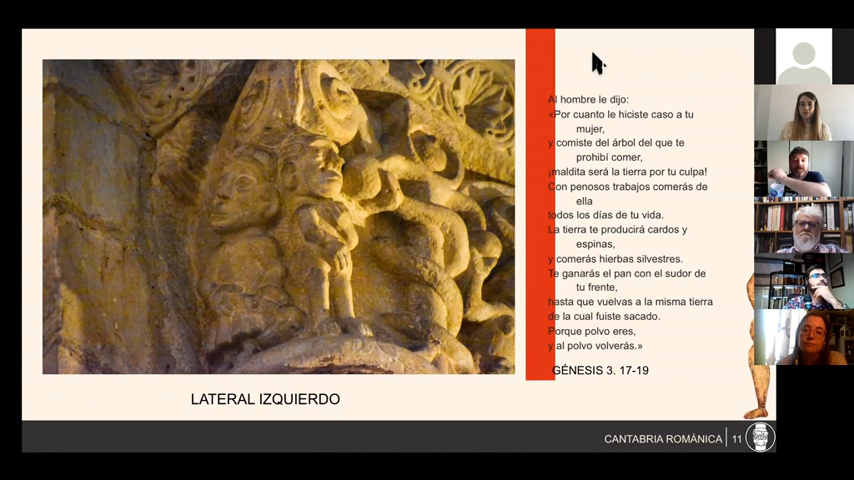 Al hombre le dijo:
«Por cuanto le hiciste caso a tu
mujer,
y comiste del árbol del que te
prohibí comer,
¡maldita será la tierra por tu culpa!
Con penosos trabajos comerás de
ella
todos los días de tu vida.
La tierra te producirá cardos y
espinas,
y comerás hierbas silvestres.
Te ganarás el pan con el sudor de
tu frente,
hasta que vuelvas a la misma tierra
de la cual fuiste sacado.
Porque polvo eres,
y al polvo volverás.»
GÉNESIS 3. 17-19
LATERAL IZQUIERDO
CANTABRIA ROMÁNICA 11